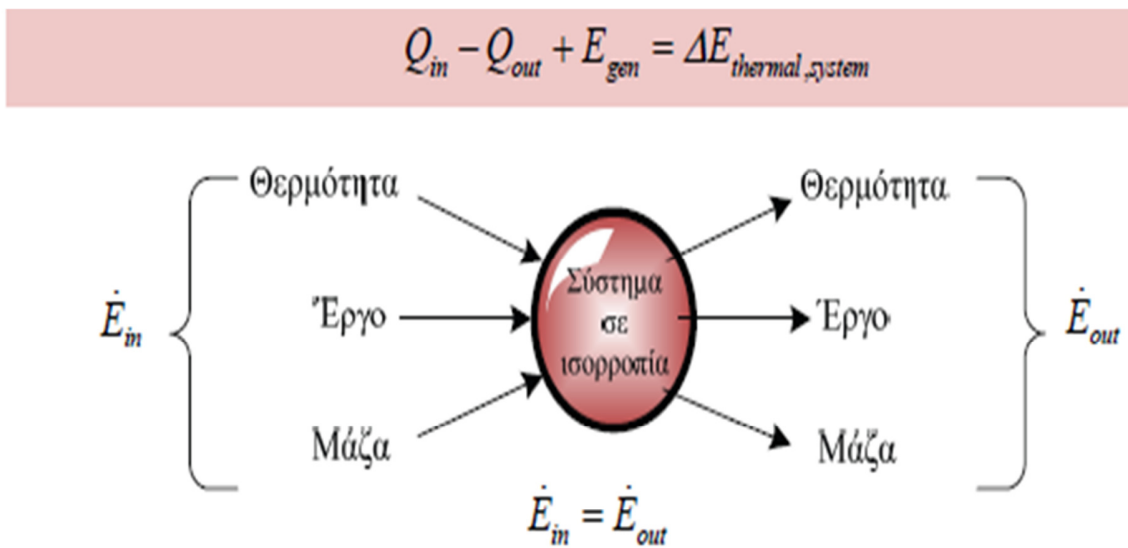 Q_in − Q_out + E_gen = ΔE_thermal,system
Θερμότητα
Έργο
Μάζα
Ė_in
Σύστημα
σε
ισορροπία
Θερμότητα
Έργο
Μάζα
Ė_out
Ė_in = Ė_out